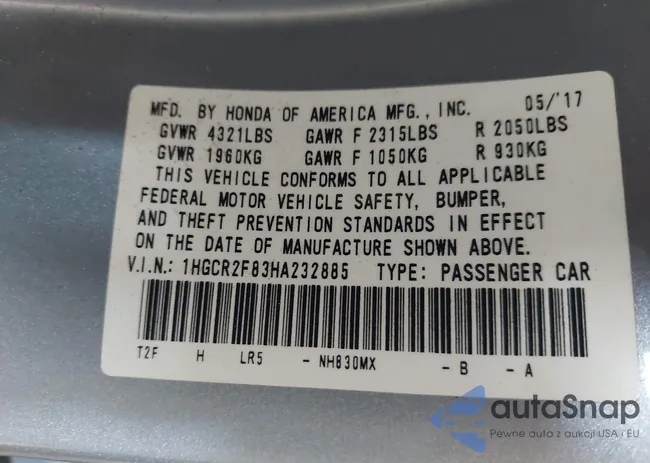 MFD. BY HONDA OF AMERICA MFG., INC. 05/'17
GVWR 4321LBS GAWR F 2315LBS R 2050LBS
GVWR 1960KG GAWR F 1050KG R 930KG
THIS VEHICLE CONFORMS TO ALL APPLICABLE
FEDERAL MOTOR VEHICLE SAFETY, BUMPER,
AND THEFT PREVENTION STANDARDS IN EFFECT
ON THE DATE OF MANUFACTURE SHOWN ABOVE.
V.I.N.: 1HGCR2F83HA232885 TYPE: PASSENGER CAR
T2F H LR5 - NH830MX - B - A
autaSnap
Pewne auta z aukcji USA i EU